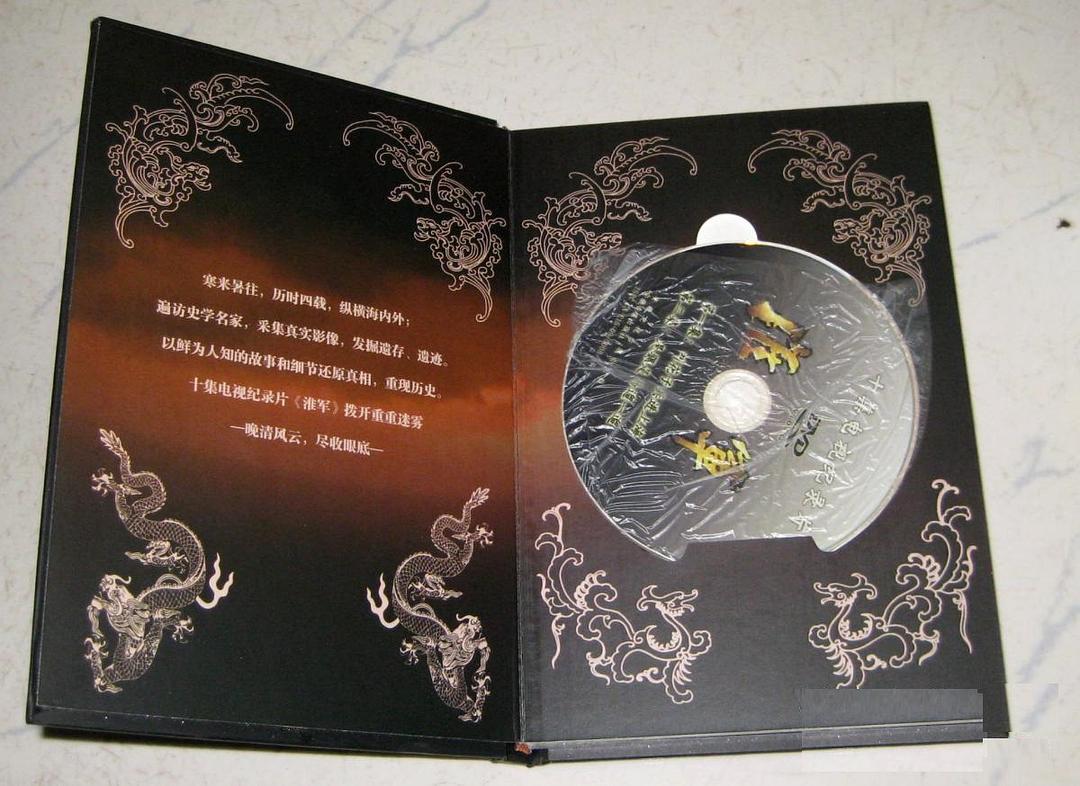 寒来暑往，历时四载，纵横海内外；
遍访史学名家，采集真实影像，发掘遗存、遗迹。
以鲜为人知的故事和细节还原真相，重现历史。
十集电视纪录片《淮军》拨开重重迷雾
—晚清风云，尽收眼底—
淮军
十集电视纪录片
DVD